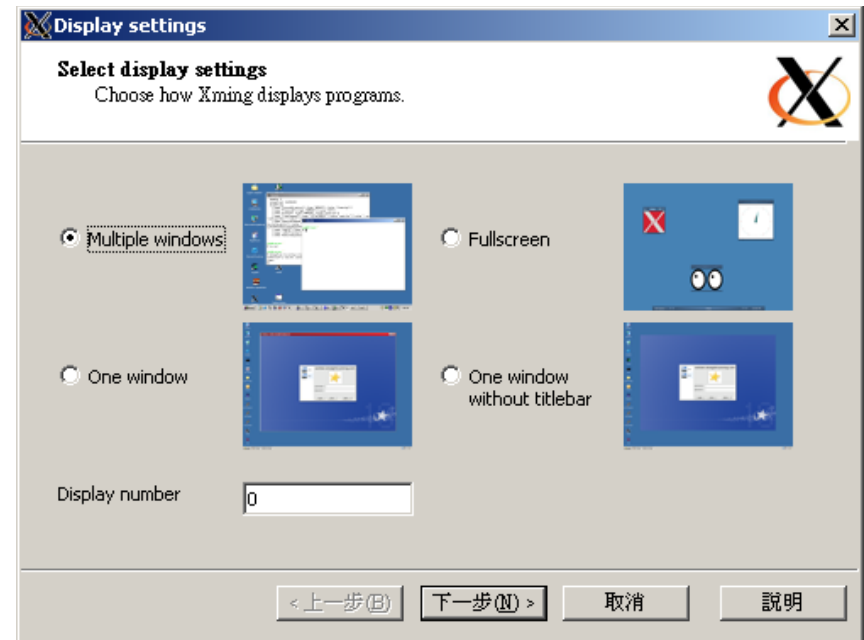 Display settings
Select display settings
Choose how Xming displays programs.
Multiple windows
Fullscreen
One window
One window
without titlebar
Display number
0
<上一步(B)
下一步(N) >
取消
說明